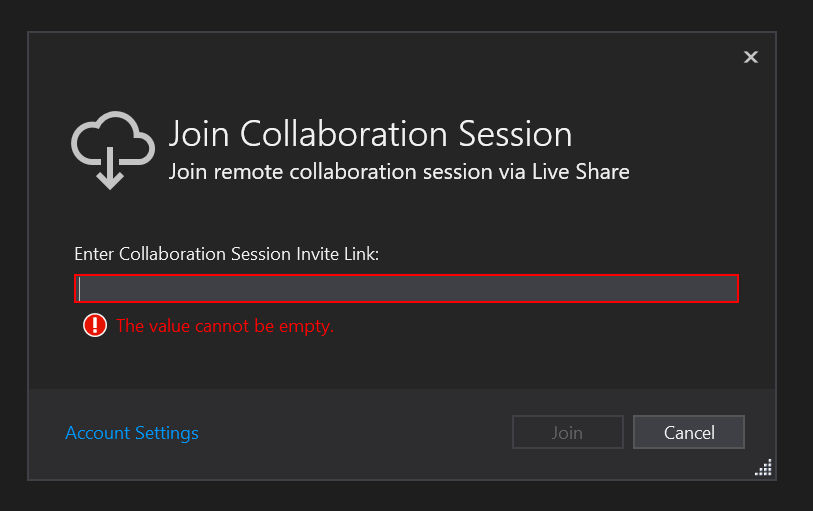 Join Collaboration Session
Join remote collaboration session via Live Share
Enter Collaboration Session Invite Link:
The value cannot be empty.
Account Settings
Join
Cancel